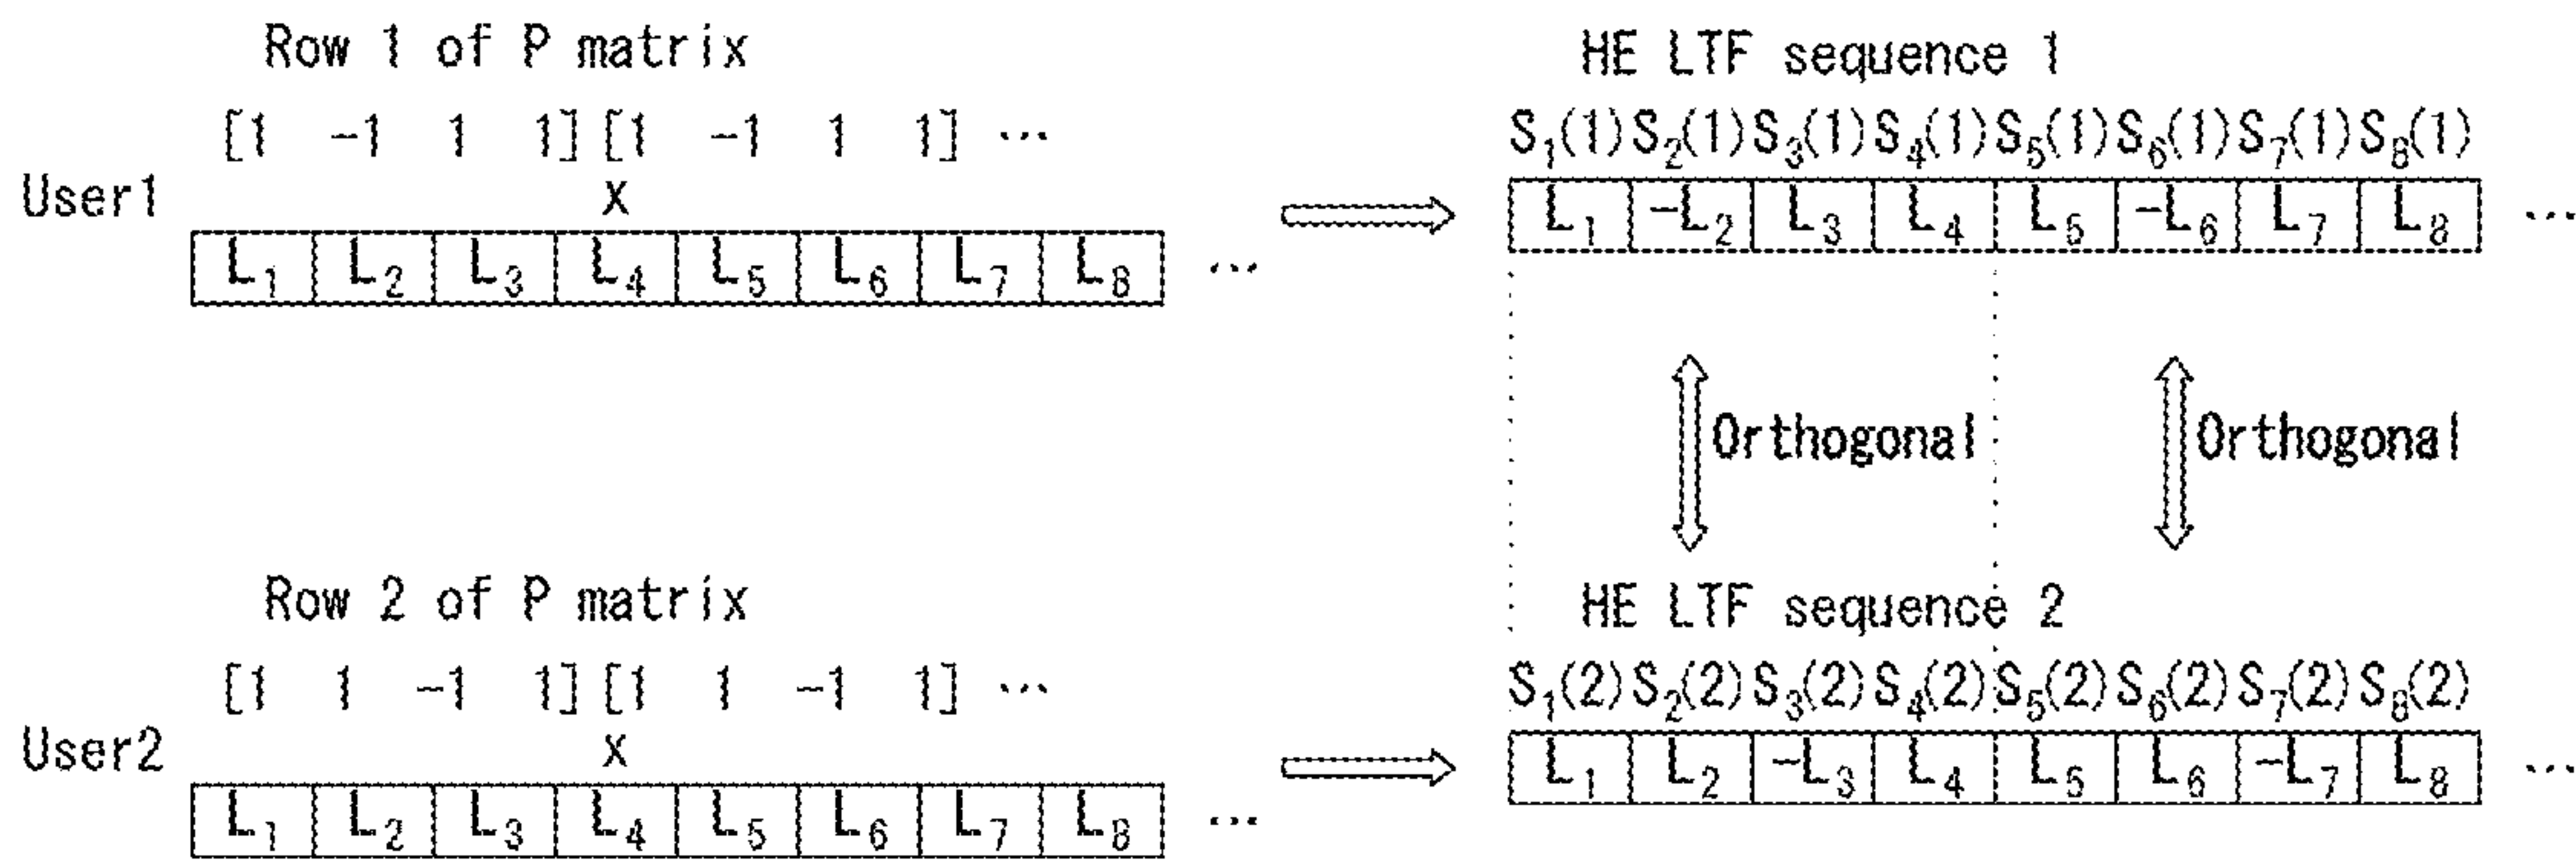 Row 1 of P matrix
HE LTF sequence 1
[1 -1 1 1] [1 -1 1 1] ...
S₁(1) S₂(1) S₃(1) S₄(1) S₅(1) S₆(1) S₇(1) S₈(1)
User1
x
L₁ -L₂ L₃ L₄ L₅ -L₆ L₇ L₈ ...
L₁ L₂ L₃ L₄ L₅ L₆ L₇ L₈ ...
Orthogonal Orthogonal
Row 2 of P matrix
HE LTF sequence 2
[1 1 -1 1] [1 1 -1 1] ...
S₁(2) S₂(2) S₃(2) S₄(2) S₅(2) S₆(2) S₇(2) S₈(2)
User2
x
L₁ L₂ -L₃ L₄ L₅ L₆ -L₇ L₈ ...
L₁ L₂ L₃ L₄ L₅ L₆ L₇ L₈ ...